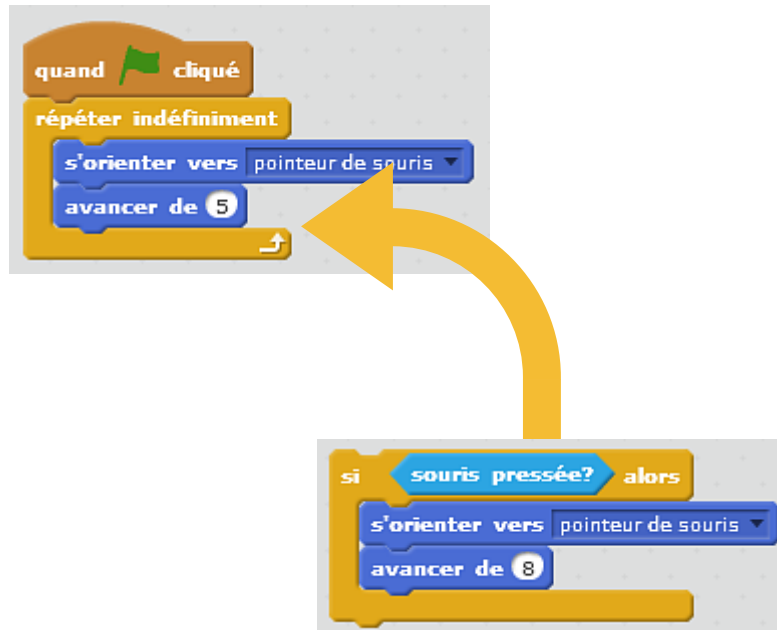 quand cliqué
répéter indéfiniment
s'orienter vers pointeur de souris
avancer de 5
si souris pressée? alors
s'orienter vers pointeur de souris
avancer de 8